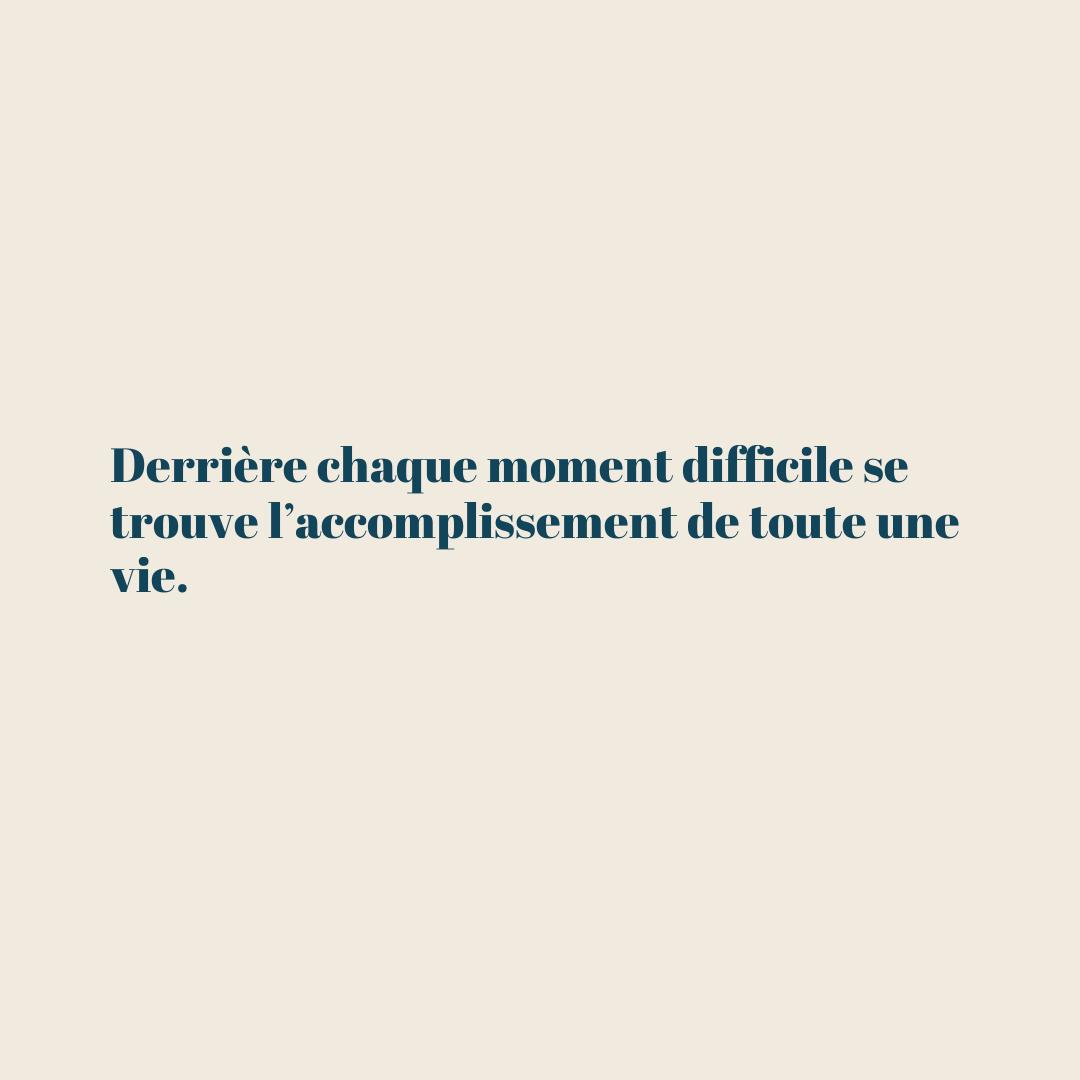 Derrière chaque moment difficile se
trouve l’accomplissement de toute une
vie.